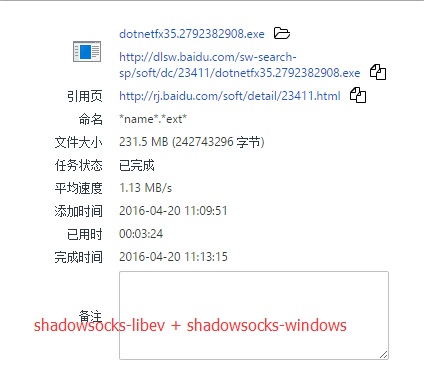 dotnetfx35.2792382908.exe
http://dlsw.baidu.com/sw-search-
sp/soft/dc/23411/dotnetfx35.2792382908.exe
引用页 http://rj.baidu.com/soft/detail/23411.html
命名 *name*.*ext*
文件大小 231.5 MB (242743296 字节)
任务状态 已完成
平均速度 1.13 MB/s
添加时间 2016-04-20 11:09:51
已用时 00:03:24
完成时间 2016-04-20 11:13:15
备注
shadowsocks-libev + shadowsocks-windows